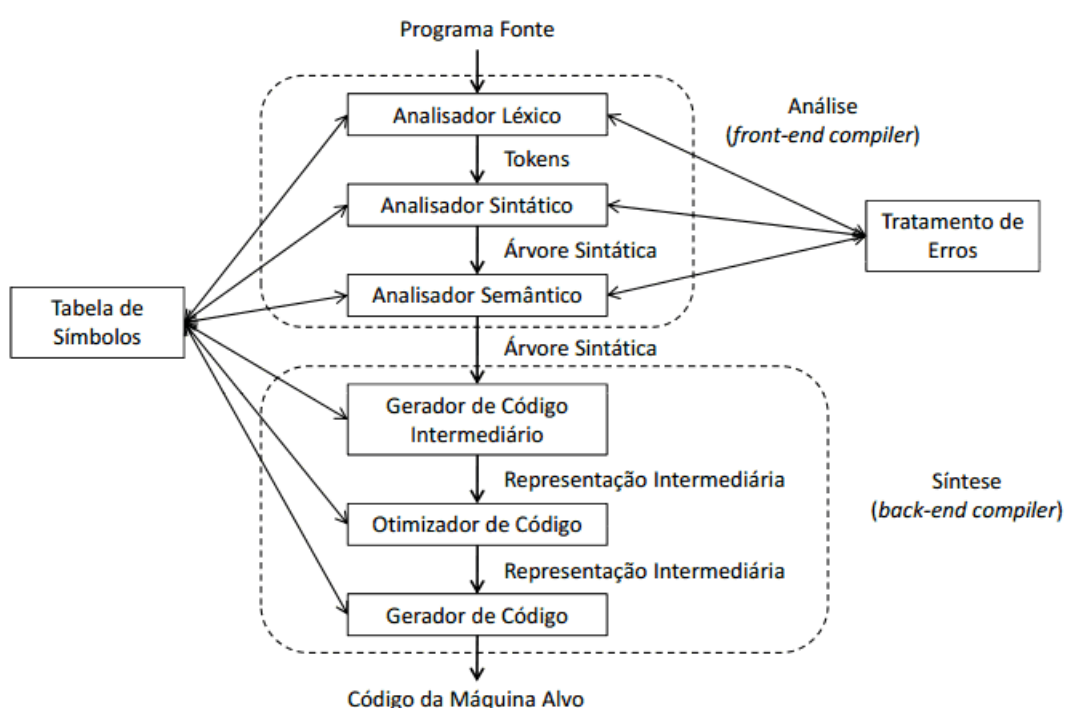 Programa Fonte
Analisador Léxico
Análise
(front-end compiler)
Tokens
Analisador Sintático
Tratamento de
Erros
Árvore Sintática
Analisador Semântico
Tabela de
Símbolos
Árvore Sintática
Gerador de Código
Intermediário
Representação Intermediária
Síntese
(back-end compiler)
Otimizador de Código
Representação Intermediária
Gerador de Código
Código da Máquina Alvo